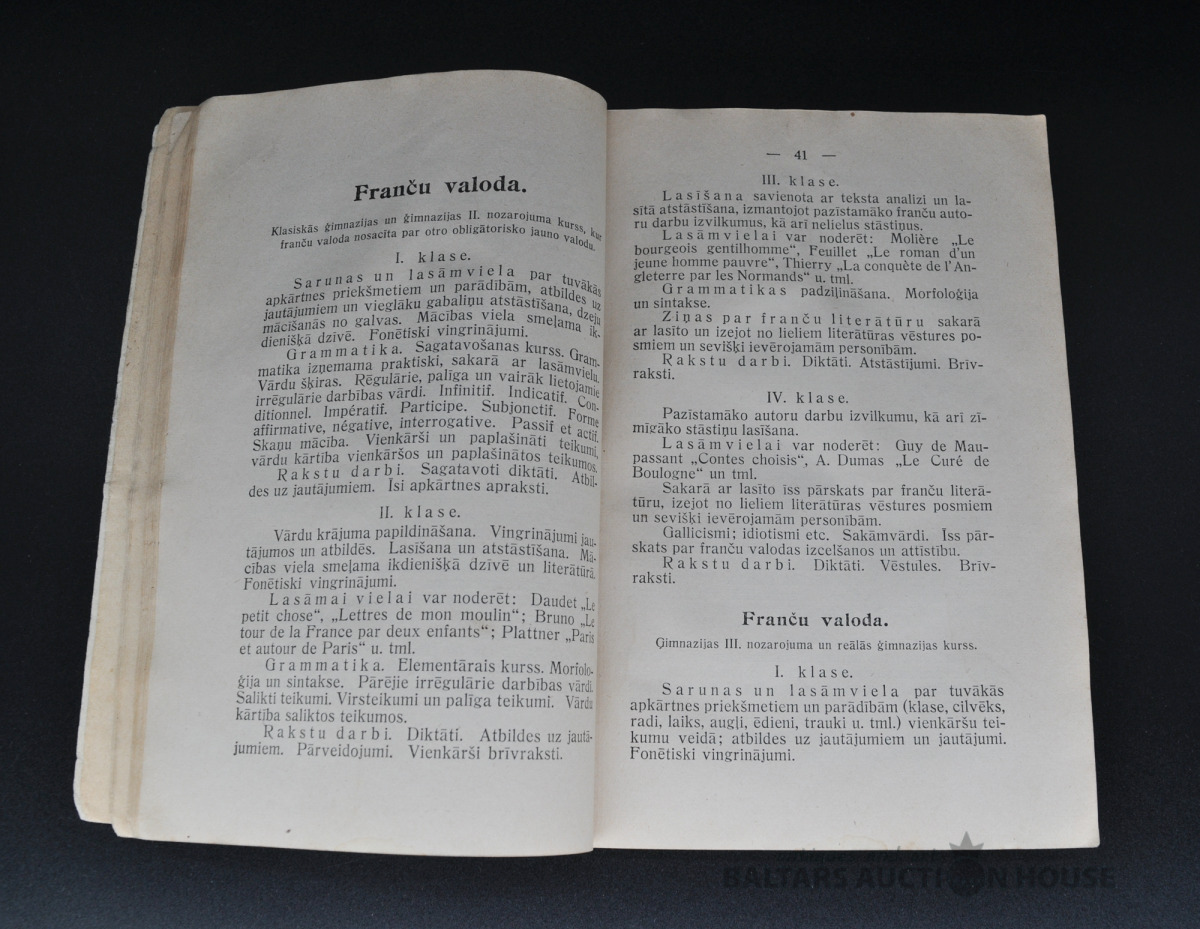 Franču valoda.
Klasiskās ģimnazijas un ģimnazijas II. nozarojuma kurss, kur
franču valoda nosacīta par otro obligātorisko jauno valodu.
I. klase.
Sarunas un lasāmviela par tuvākās
apkārtnes priekšmetiem un parādībām, atbildes uz
jautājumiem un vieglāku gabaliņu atstāstīšana, dzeju
mācīšanās no galvas. Mācības viela smeļama ik-
dienišķā dzīvē. Fonētiski vingrinājumi.
Grammatika. Sagatavošanas kurss. Gram-
matika izņemama praktiski, sakarā ar lasāmvielu.
Vārdu šķiras. Rēgulārie, palīga un vairāk lietojamie
irrēgulārie darbības vārdi. Infinitif. Indicatif. Con-
ditionnel. Impératif. Participe. Subjonctif. Forme
affirmative, négative, interrogative. Passif et actif.
Skaņu mācība. Vienkārši un paplašināti teikumi,
vārdu kārtība vienkāršos un paplašinātos teikumos.
Rakstu darbi. Sagatavoti diktāti. Atbil-
des uz jautājumiem. Īsi apkārtnes apraksti.
II. klase.
Vārdu krājuma papildināšana. Vingrinājumi jau-
tājumos un atbildēs. Lasīšana un atstāstīšana. Mā-
cības viela smeļama ikdienišķā dzīvē un literātūrā.
Fonētiski vingrinājumi.
Lasāmai vielai var noderēt: Daudet „Le
petit chose“, „Lettres de mon moulin“; Bruno „Le
tour de la France par deux enfants“; Plattner „Paris
et autour de Paris“ u. tml.
Grammatika. Elementārais kurss. Morfolo-
ģija un sintakse. Pārējie irrēgulārie darbības vārdi.
Salikti teikumi. Virsteikumi un palīga teikumi. Vārdu
kārtība saliktos teikumos.
Rakstu darbi. Diktāti. Atbildes uz jautā-
jumiem. Pārveidojumi. Vienkārši brīvraksti.
— 41 —
III. klase.
Lasīšana savienota ar teksta analizi un la-
sītā atstāstīšana, izmantojot pazīstamāko franču auto-
ru darbu izvilkumus, kā arī nelielus stāstiņus.
Lasāmvielai var noderēt: Molière „Le
bourgeois gentilhomme“, Feuillet „Le roman d’un
jeune homme pauvre“, Thierry „La conquète de l’An-
gleterre par les Normands“ u. tml.
Grammatikas padziļināšana. Morfoloģija
un sintakse.
Ziņas par franču literātūru sakarā
ar lasīto un izejot no lieliem literātūras vēstures pos-
miem un sevišķi ievērojamām personībām.
Rakstu darbi. Diktāti. Atstāstījumi. Brīv-
raksti.
IV. klase.
Pazīstamāko autoru darbu izvilkumu, kā arī zī-
mīgāko stāstiņu lasīšana.
Lasāmvielai var noderēt: Guy de Mau-
passant „Contes choisis“, A. Dumas „Le Curé de
Boulogne“ un tml.
Sakarā ar lasīto īss pārskats par franču literā-
tūru, izejot no lieliem literātūras vēstures posmiem
un sevišķi ievērojamām personībām.
Gallicismi; idiotismi etc. Sakāmvārdi. Īss pār-
skats par franču valodas izcelšanos un attīstību.
Rakstu darbi. Diktāti. Vēstules. Brīv-
raksti.
Franču valoda.
Ģimnazijas III. nozarojuma un reālās ģimnazijas kurss.
I. klase.
Sarunas un lasāmviela par tuvākās
apkārtnes priekšmetiem un parādībām (klase, cilvēks,
radi, laiks, augļi, ēdieni, trauki u. tml.) vienkāršu tei-
kumu veidā; atbildes uz jautājumiem un jautājumi.
Fonētiski vingrinājumi.
BALTARS AUCTION HOUSE